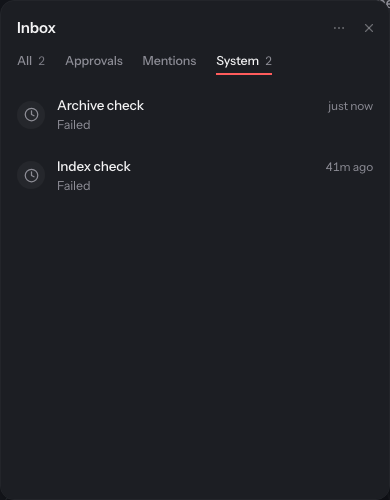 Inbox
All 2 Approvals Mentions System 2
Archive check just now
Failed
Index check 41m ago
Failed